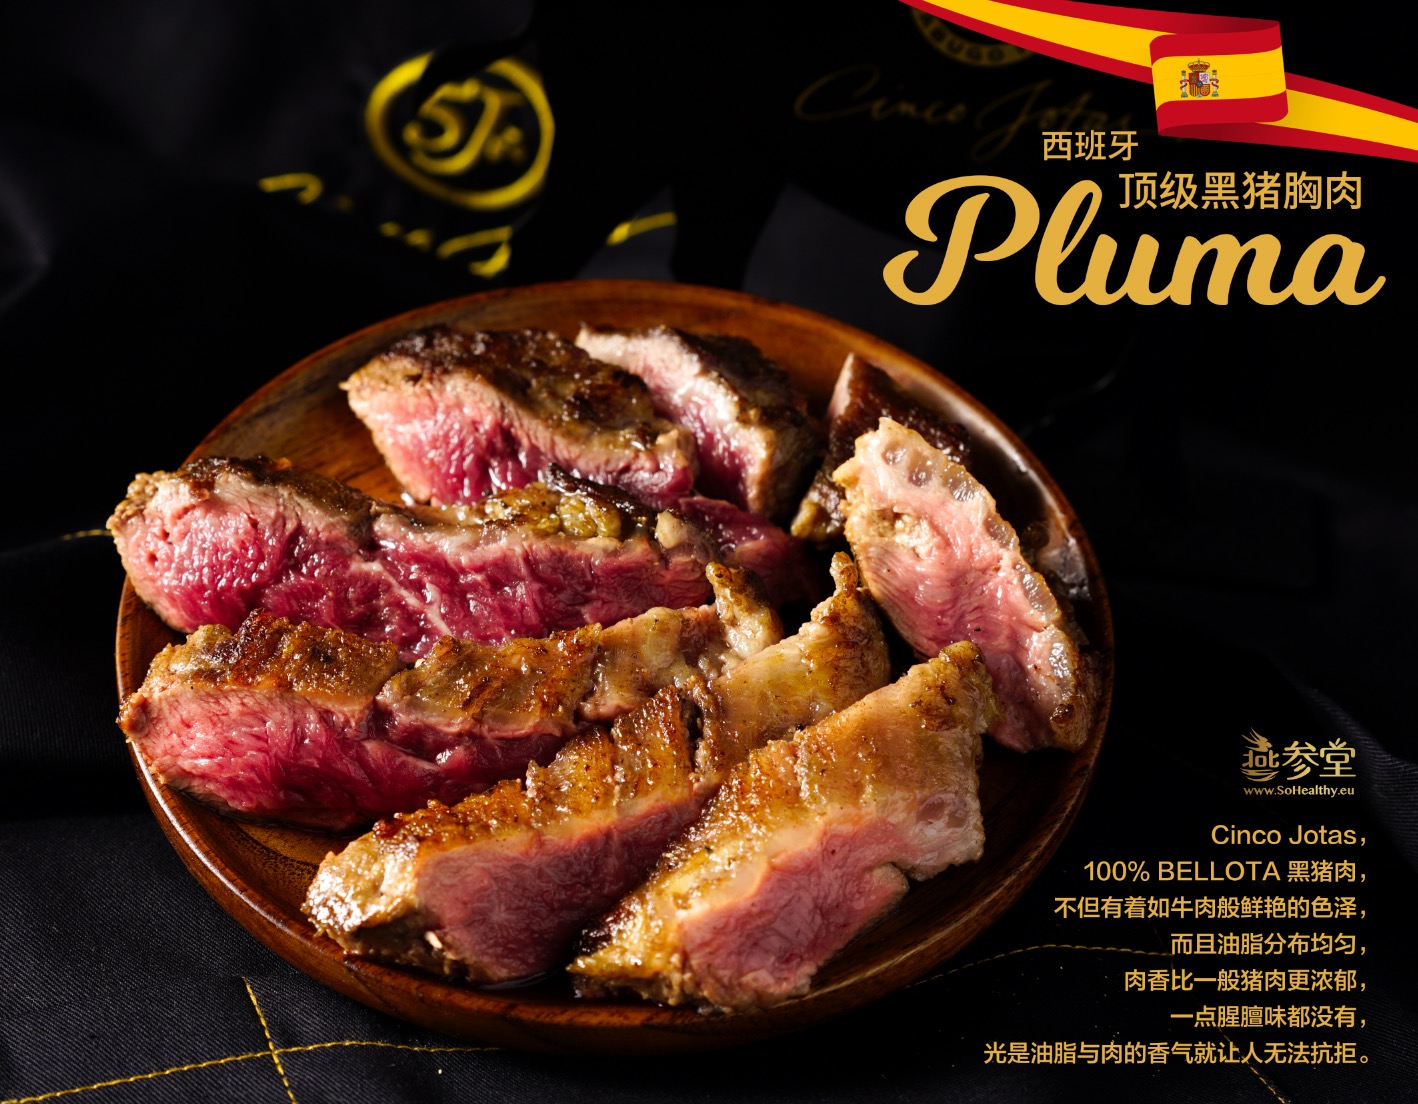 5J
Cinco Jotas
西班牙
顶级黑猪胸肉
Pluma
燕参堂
www.SoHealthy.eu
Cinco Jotas，
100% BELLOTA 黑猪肉，
不但有着如牛肉般鲜艳的色泽，
而且油脂分布均匀，
肉香比一般猪肉更浓郁，
一点腥膻味都没有，
光是油脂与肉的香气就让人无法抗拒。